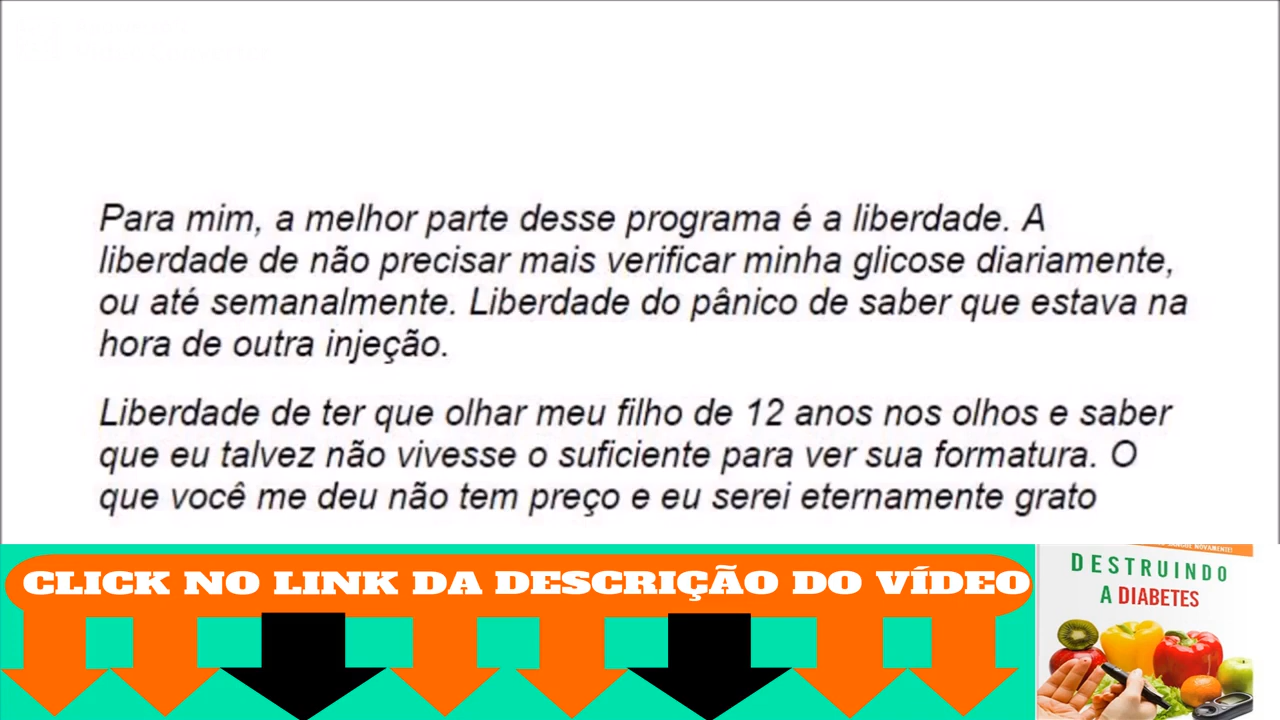 Para mim, a melhor parte desse programa é a liberdade. A
liberdade de não precisar mais verificar minha glicose diariamente,
ou até semanalmente. Liberdade do pânico de saber que estava na
hora de outra injeção.
Liberdade de ter que olhar meu filho de 12 anos nos olhos e saber
que eu talvez não vivesse o suficiente para ver sua formatura. O
que você me deu não tem preço e eu serei eternamente grato
CLICK NO LINK DA DESCRIÇÃO DO VÍDEO
NOVAMENTE!
DESTRUINDO
A DIABETES